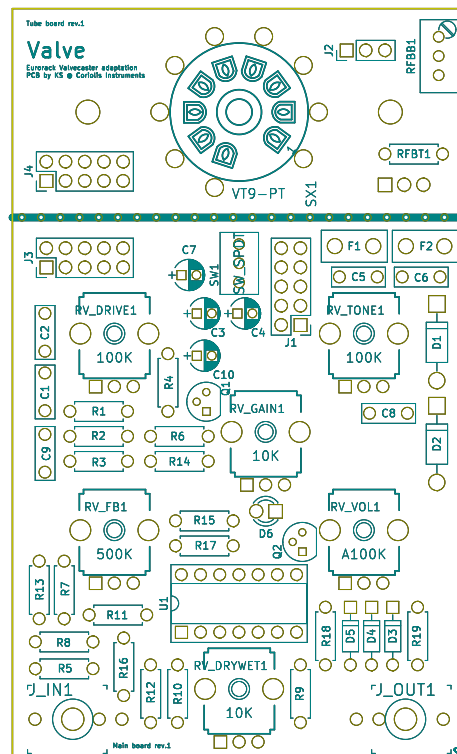 Tube board rev.1
Valve
Eurorack Valvecaster adaptation
PCB by KS @ Coriolis Instruments
J2
RFBB1
1
RFBT1
J4
VT9-PT
SX1
J3
C7
SW1
SW_SPDT
F1
F2
C5
C6
RV_DRIVE1
100K
C3
C4
J1
RV_TONE1
100K
C2
D1
C10
R4
Q1
C1
R1
RV_GAIN1
10K
C8
R2
R6
D2
C9
R3
R14
RV_FB1
500K
R15
D6
RV_VOL1
A100K
R17
Q2
R13
R7
U1
R11
R18
D5
D4
D3
R19
R8
R16
R5
RV_DRYWET1
10K
R12
R10
R9
J_IN1
J_OUT1
Main board rev.1